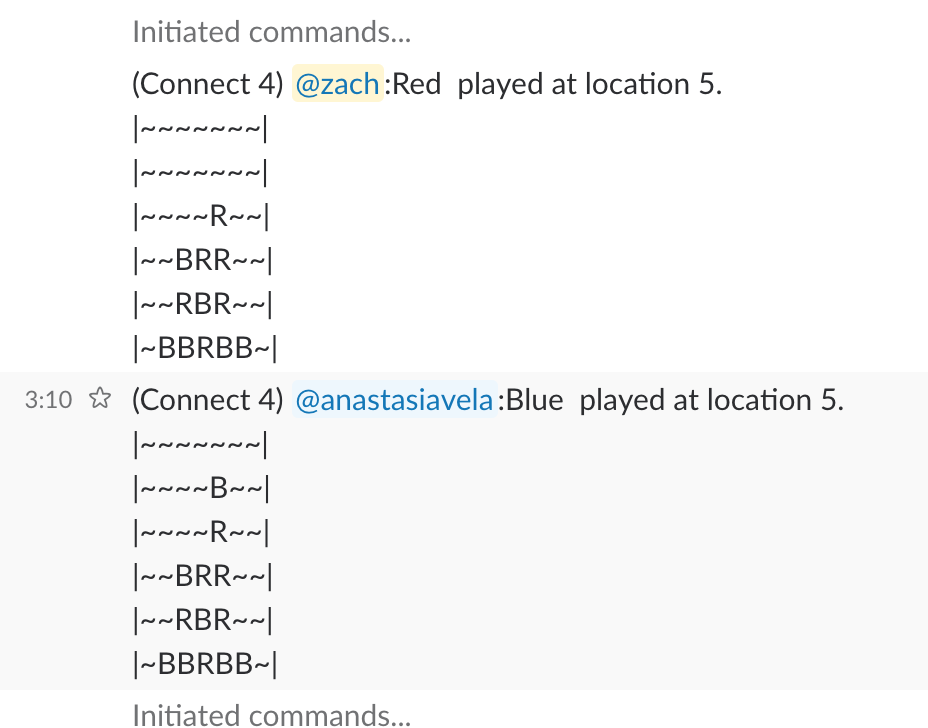 Initiated commands...
(Connect 4) @zach:Red  played at location 5.
|~~~~~~~|
|~~~~~~~|
|~~~~R~~|
|~~BRR~~|
|~~RBR~~|
|~BBRBB~|
3:10 ☆ (Connect 4) @anastasiavela:Blue  played at location 5.
|~~~~~~~|
|~~~~B~~|
|~~~~R~~|
|~~BRR~~|
|~~RBR~~|
|~BBRBB~|
Initiated commands...